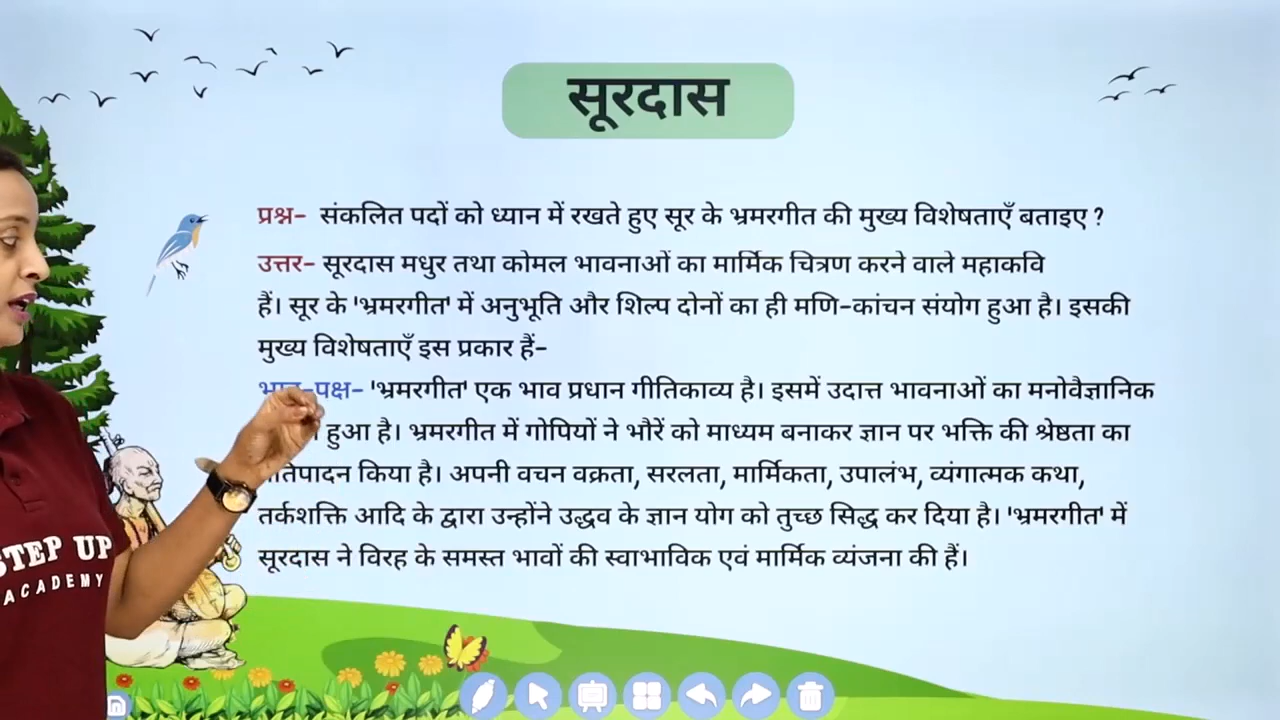 सूरदास
प्रश्न- संकलित पदों को ध्यान में रखते हुए सूर के भ्रमरगीत की मुख्य विशेषताएँ बताइए ?
उत्तर- सूरदास मधुर तथा कोमल भावनाओं का मार्मिक चित्रण करने वाले महाकवि
हैं। सूर के 'भ्रमरगीत' में अनुभूति और शिल्प दोनों का ही मणि-कांचन संयोग हुआ है। इसकी
मुख्य विशेषताएँ इस प्रकार हैं-
पक्ष- 'भ्रमरगीत' एक भाव प्रधान गीतिकाव्य है। इसमें उदात्त भावनाओं का मनोवैज्ञानिक
हुआ है। भ्रमरगीत में गोपियों ने भौरें को माध्यम बनाकर ज्ञान पर भक्ति की श्रेष्ठता का
किया है। अपनी वचन वक्रता, सरलता, मार्मिकता, उपालंभ, व्यंगात्मक कथा,
तर्कशक्ति आदि के द्वारा उन्होंने उद्धव के ज्ञान योग को तुच्छ सिद्ध कर दिया है। 'भ्रमरगीत' में
सूरदास ने विरह के समस्त भावों की स्वाभाविक एवं मार्मिक व्यंजना की हैं।
STEP UP
ACADEMY